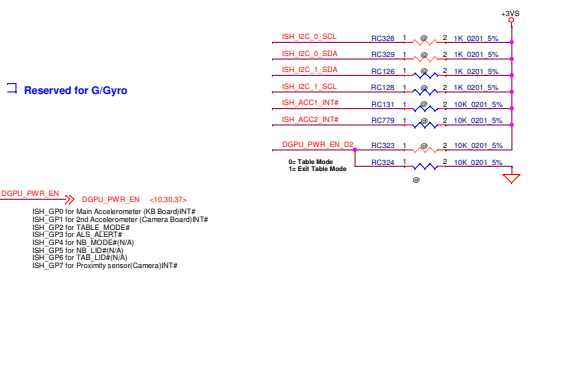 +3VS
ISH_I2C_0_SCL RC328 1 @ 2 1K_0201_5%
ISH_I2C_0_SDA RC329 1 @ 2 1K_0201_5%
ISH_I2C_1_SDA RC126 1 @ 2 1K_0201_5%
ISH_I2C_1_SCL RC128 1 @ 2 1K_0201_5%
ISH_ACC1_INT# RC131 1 @ 2 10K_0201_5%
ISH_ACC2_INT# RC779 1 @ 2 10K_0201_5%
DGPU_PWR_EN_D2 RC323 1 @ 2 10K_0201_5%
RC324 1 2 10K_0201_5%
@
0= Table Mode
1= Exit Table Mode
Reserved for G/Gyro
DGPU_PWR_EN DGPU_PWR_EN <10,30,37>
ISH_GP0 for Main Accelerometer (KB Board)INT#
ISH_GP1 for 2nd Accelerometer (Camera Board)INT#
ISH_GP2 for TABLE_MODE#
ISH_GP3 for ALS_ALERT#
ISH_GP4 for NB_MODE#(N/A)
ISH_GP5 for NB_LID#(N/A)
ISH_GP6 for TAB_LID#(N/A)
ISH_GP7 for Proximity sensor(Camera)INT#